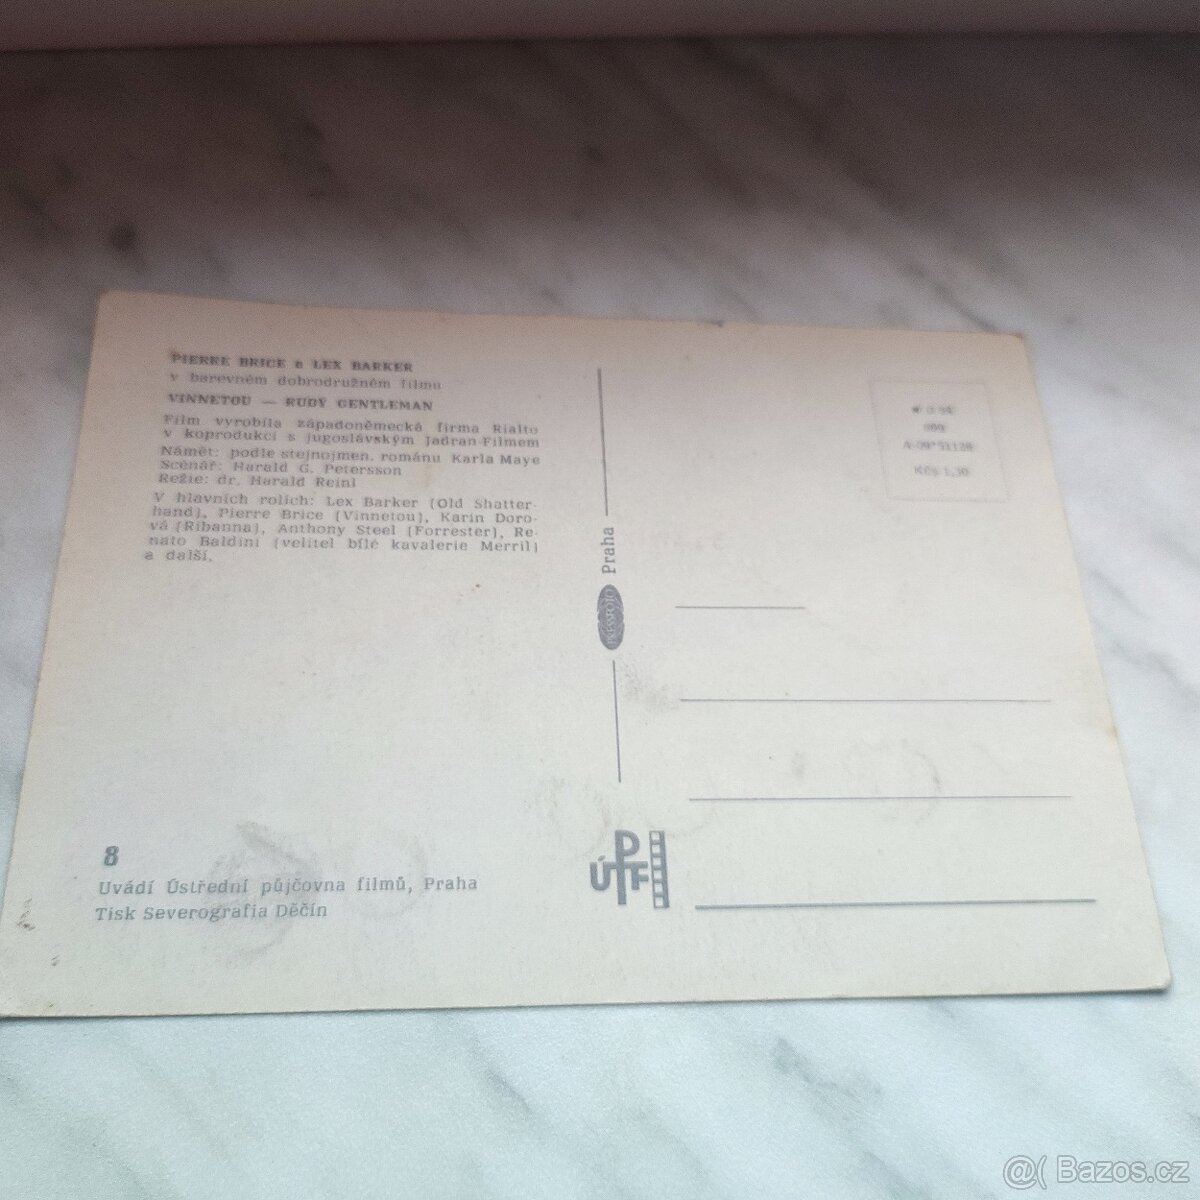 PIERRE BRICE a LEX BARKER
v barevném dobrodružném filmu
VINNETOU — RUDÝ GENTLEMAN
Film vyrobila západoněmecká firma Rialto
v koprodukci s jugoslávským Jadran-Filmem
Námět: podle stejnojmen. románu Karla Maye
Scénář: Harald G. Petersson
Režie: dr. Harald Reinl
V hlavních rolích: Lex Barker (Old Shatter-
hand), Pierre Brice (Vinnetou), Karin Doro-
vá (Ribanna), Anthony Steel (Forrester), Re-
nato Baldini (velitel bílé kavalerie Merril)
a další.
8
Uvádí Ústřední půjčovna filmů, Praha
Tisk Severografia Děčín
PRESSFOTO Praha
ÚPF
Kčs 1,30
@( Bazos.cz